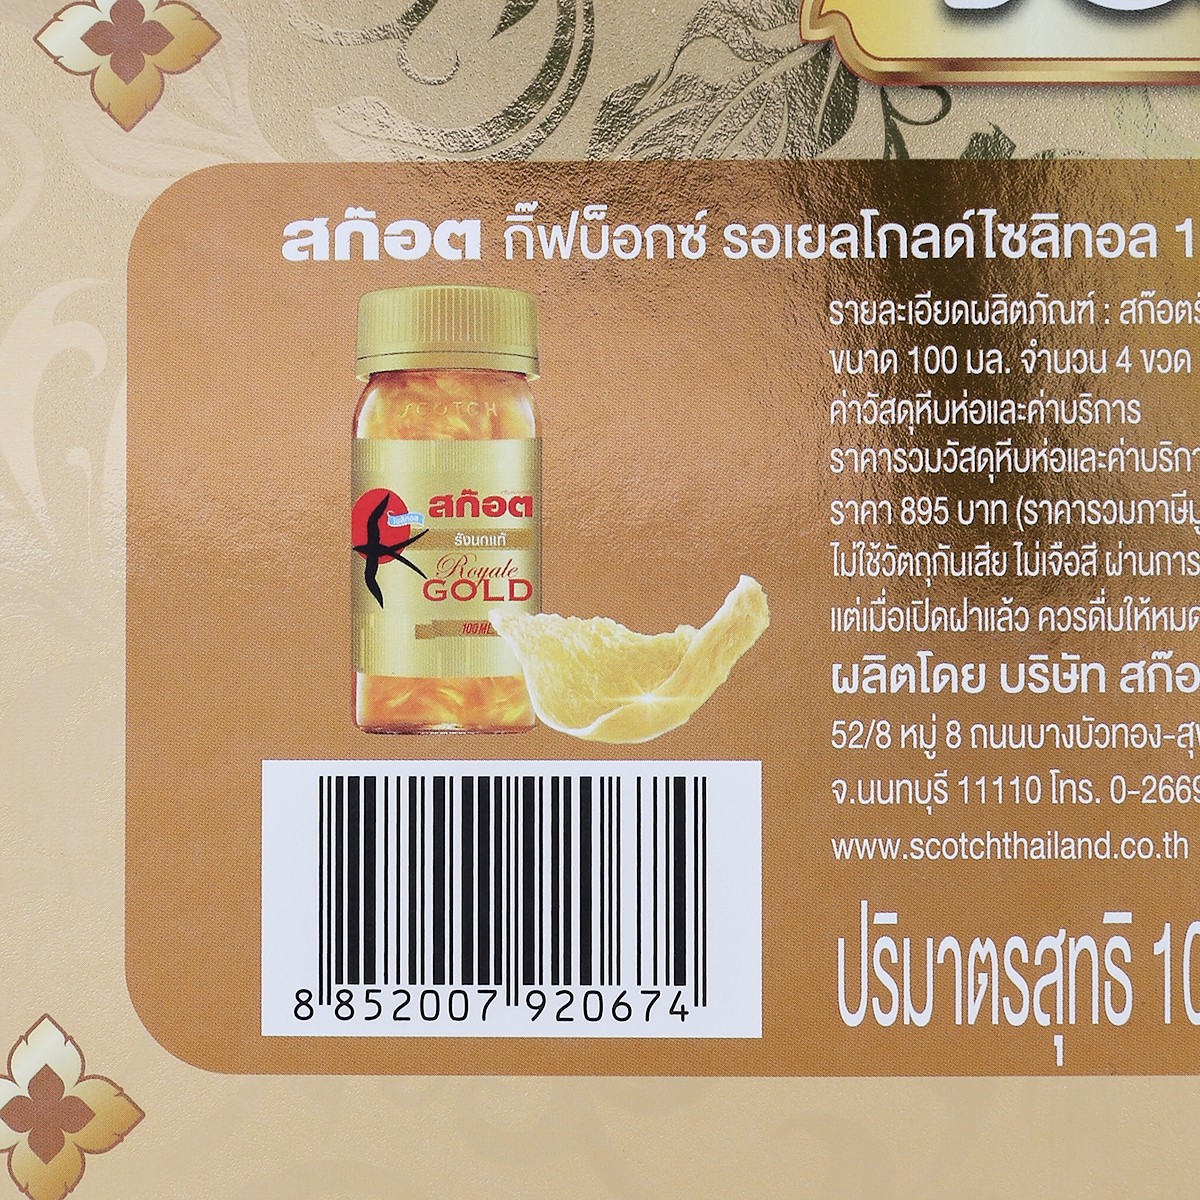 สก๊อต กิ๊ฟบ็อกซ์ รอเยลโกลด์ไซลิทอล 1
รายละเอียดผลิตภัณฑ์ : สก๊อตร
ขนาด 100 มล. จำนวน 4 ขวด
ค่าวัสดุหีบห่อและค่าบริการ
ราคารวมวัสดุหีบห่อและค่าบริกา
ราคา 895 บาท (ราคารวมภาษีม
ไม่ใช้วัตถุกันเสีย ไม่เจือสี ผ่านการ
แต่เมื่อเปิดฝาแล้ว ควรดื่มให้หมด
ผลิตโดย บริษัท สก๊อ
52/8 หมู่ 8 ถนนบางบัวทอง-สุพ
จ.นนทบุรี 11110 โทร. 0-2669
www.scotchthailand.co.th
ปริมาตรสุทธิ 10
SCOTCH
สก๊อต
ไซลิทอล
รังนกแท้
Royale
GOLD
100ML
8 852007 920674